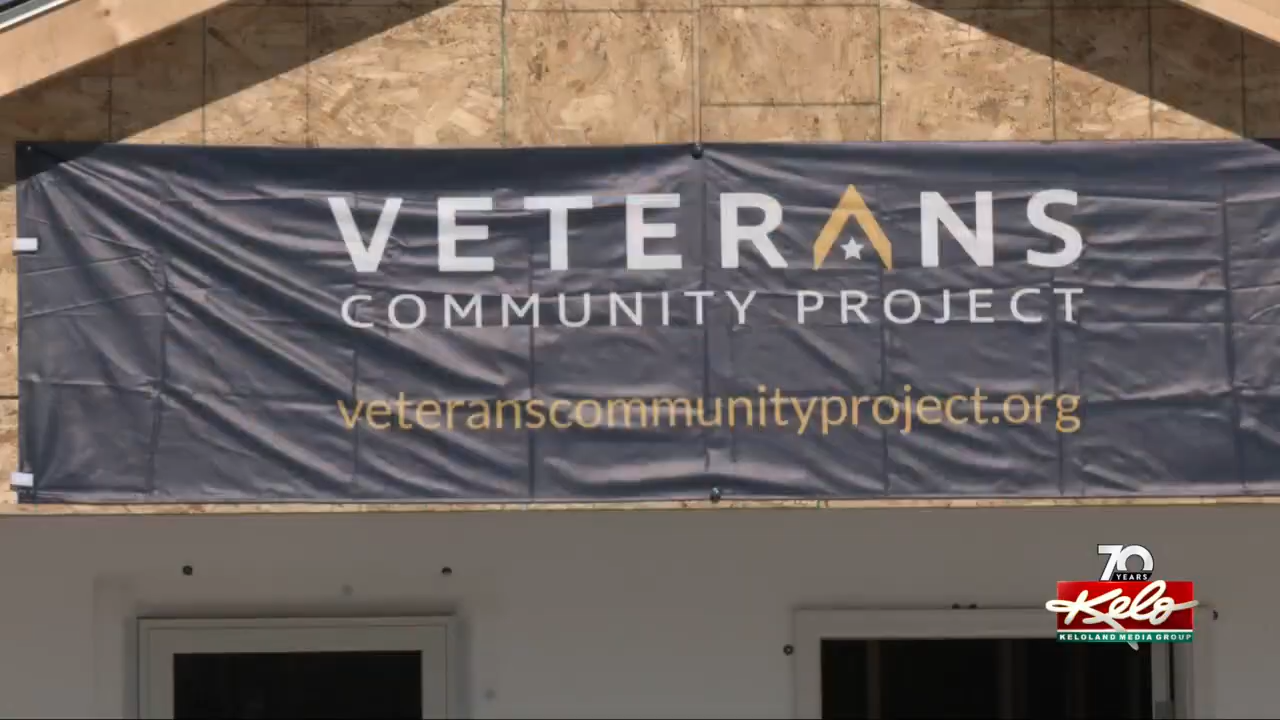 VETERANS
COMMUNITY PROJECT
veteranscommunityproject.org
70
YEARS
Kelo
KELOLAND MEDIA GROUP